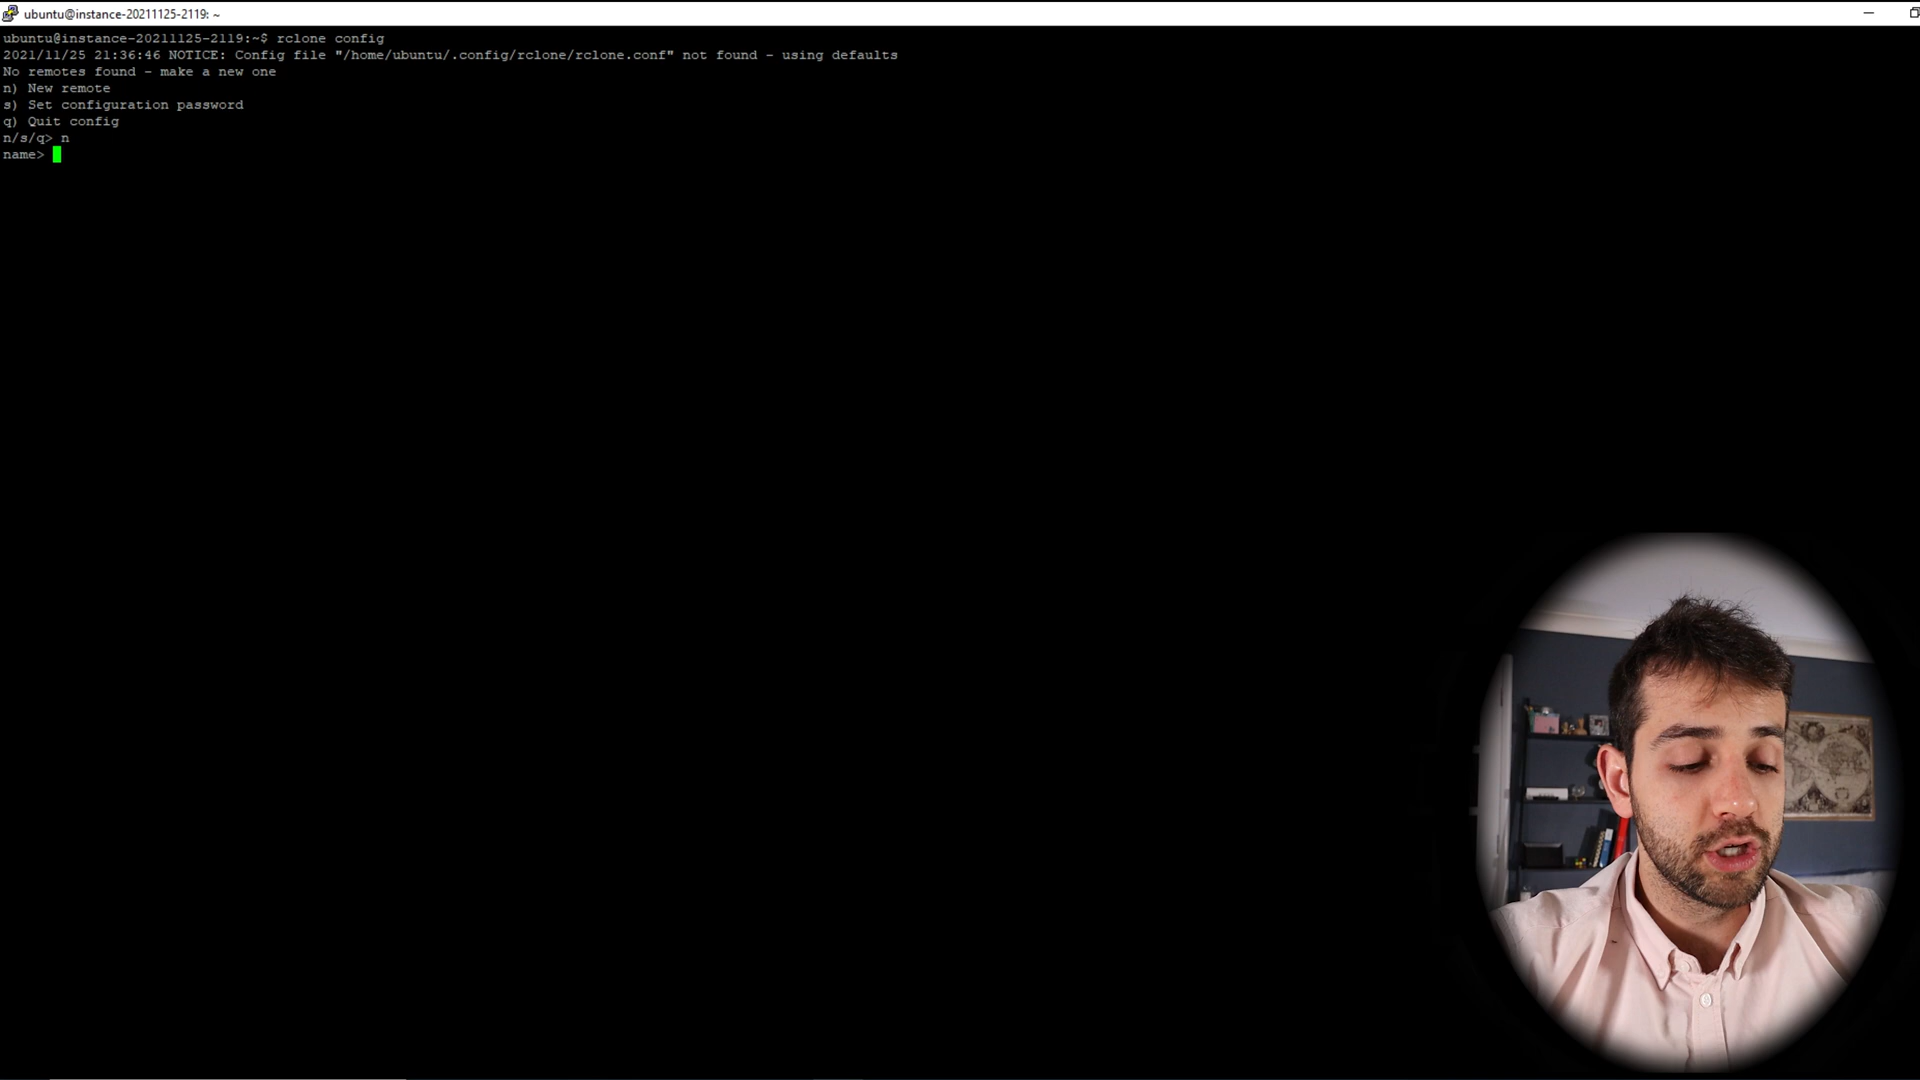 ubuntu@instance-20211125-2119: ~
ubuntu@instance-20211125-2119:~$ rclone config
2021/11/25 21:36:46 NOTICE: Config file "/home/ubuntu/.config/rclone/rclone.conf" not found - using defaults
No remotes found - make a new one
n) New remote
s) Set configuration password
q) Quit config
n/s/q> n
name>